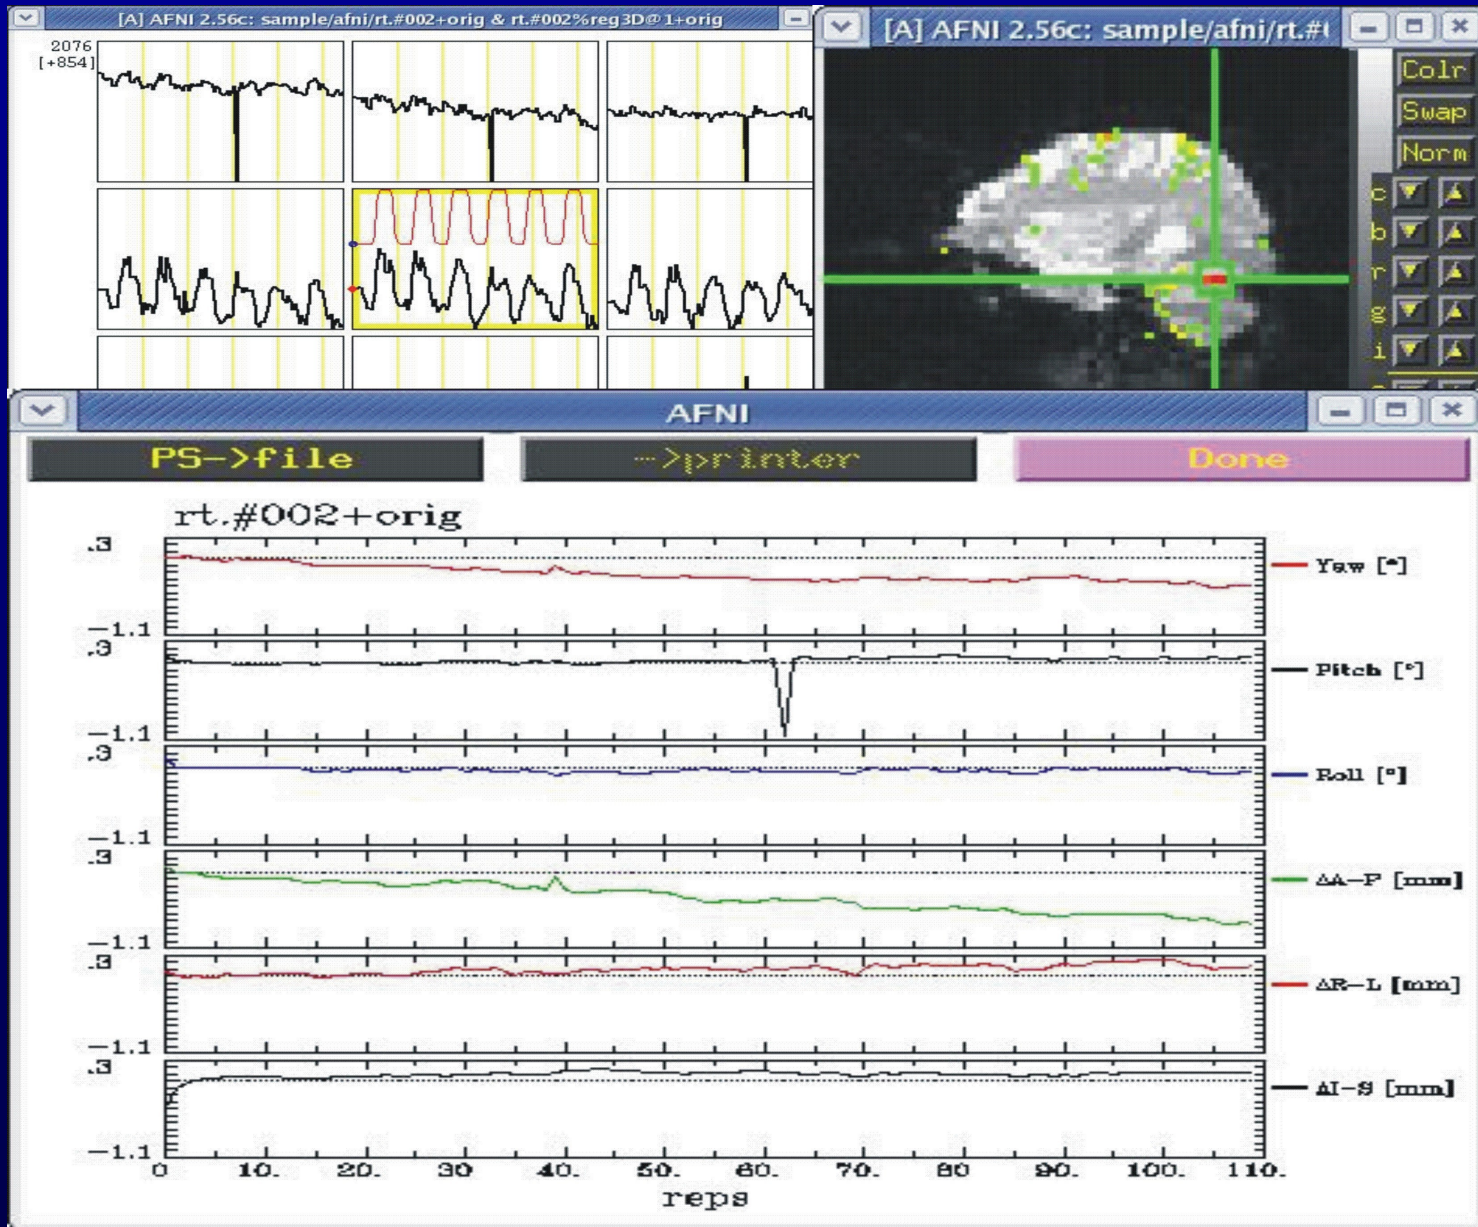 [A] AFNI 2.56c: sample/afni/rt.#002+orig & rt.#002%reg3D@1+orig
2076
[+854]
[A] AFNI 2.56c: sample/afni/rt.#
Colr
Swap
Norm
c
b
r
g
i
AFNI
PS->file
->printer
Done
rt.#002+orig
.3
-1.1
Yaw [°]
.3
-1.1
Pitch [°]
.3
-1.1
Roll [°]
.3
-1.1
ΔA-P [mm]
.3
-1.1
ΔR-L [mm]
.3
-1.1
ΔI-S [mm]
0 10. 20. 30 40. 50. 60. 70. 80. 90. 100. 110.
reps